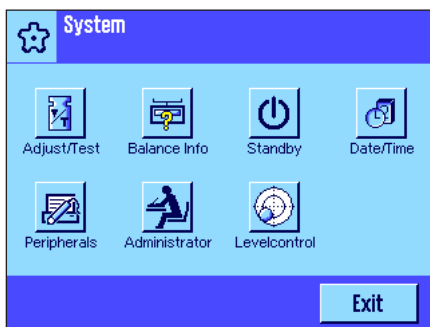 System
Adjust/Test
Balance Info
Standby
Date/Time
Peripherals
Administrator
Levelcontrol
Exit